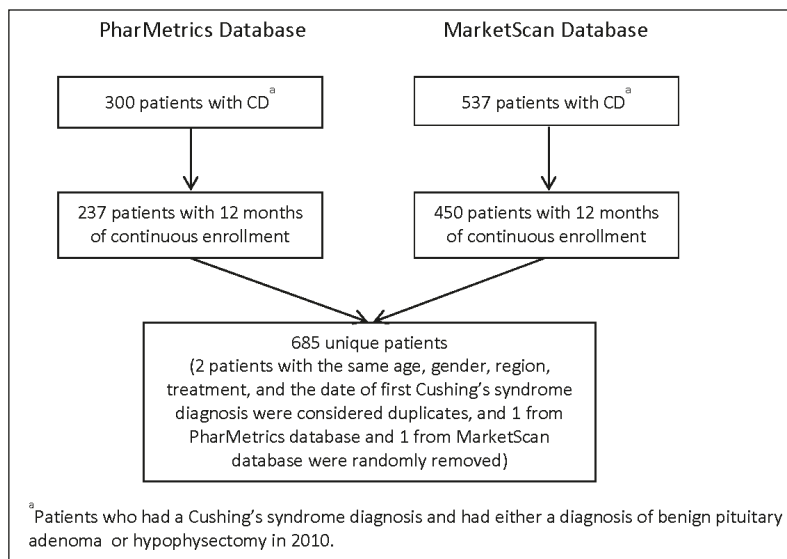 PharMetrics Database
MarketScan Database
300 patients with CDa
537 patients with CDa
237 patients with 12 months
of continuous enrollment
450 patients with 12 months
of continuous enrollment
685 unique patients
(2 patients with the same age, gender, region,
treatment, and the date of first Cushing's syndrome
diagnosis were considered duplicates, and 1 from
PharMetrics database and 1 from MarketScan
database were randomly removed)
aPatients who had a Cushing's syndrome diagnosis and had either a diagnosis of benign pituitary
adenoma or hypophysectomy in 2010.